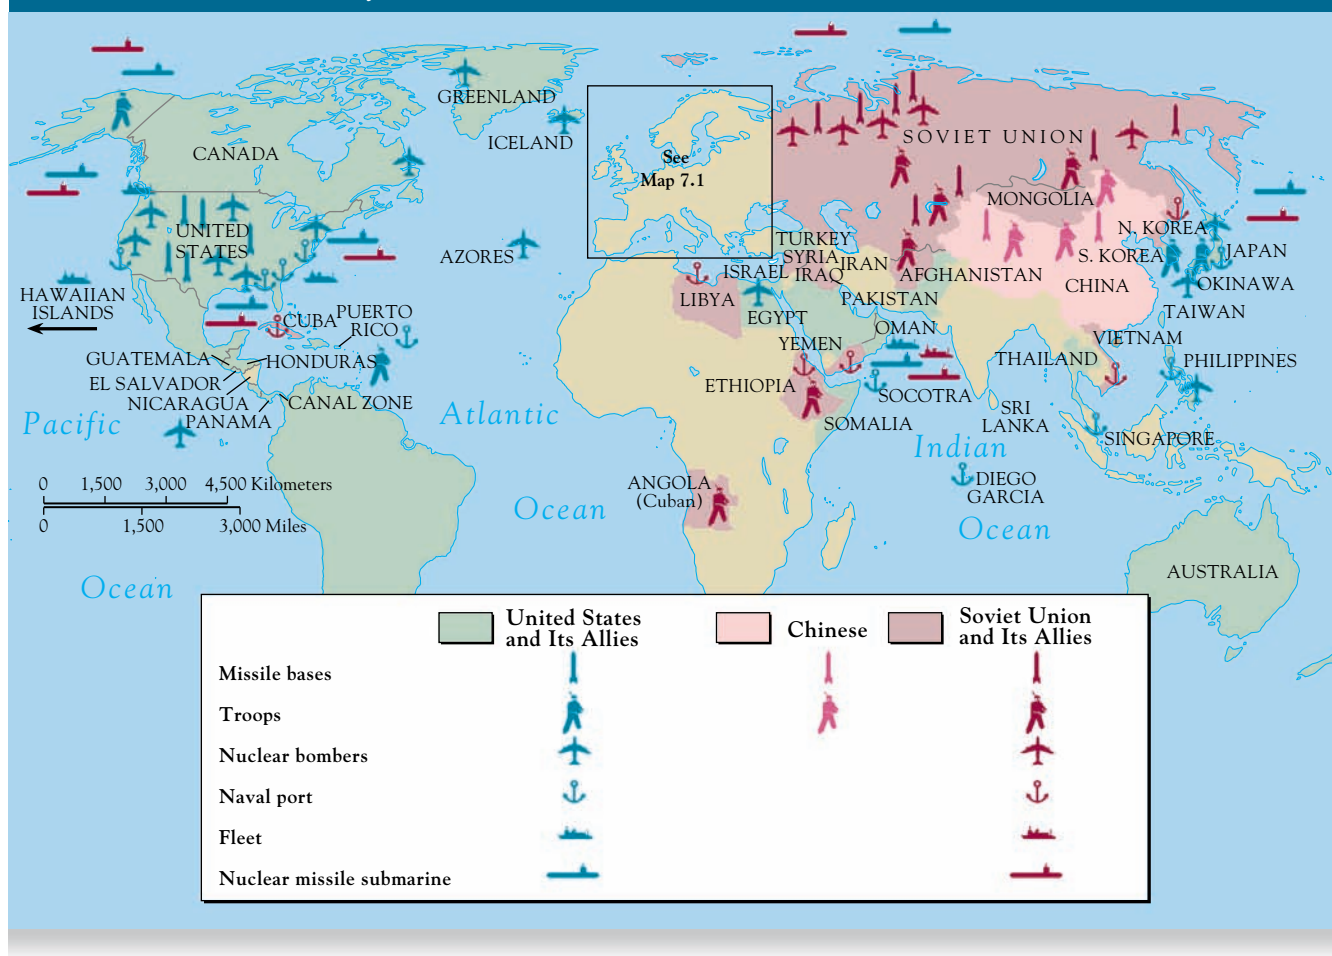 GREENLAND
ICELAND
CANADA
See
Map 7.1
SOVIET UNION
MONGOLIA
UNITED
STATES
AZORES
TURKEY
SYRIA
IRAQ
IRAN
ISRAEL
AFGHANISTAN
N. KOREA
S. KOREA
JAPAN
CHINA
OKINAWA
TAIWAN
HAWAIIAN
ISLANDS
LIBYA
EGYPT
PAKISTAN
OMAN
CUBA
PUERTO
RICO
YEMEN
VIETNAM
THAILAND
PHILIPPINES
GUATEMALA
HONDURAS
EL SALVADOR
NICARAGUA
PANAMA
CANAL ZONE
ETHIOPIA
SOCOTRA
SOMALIA
SRI
LANKA
SINGAPORE
Pacific
Atlantic
Indian
0 1,500 3,000 4,500 Kilometers
0 1,500 3,000 Miles
ANGOLA
(Cuban)
DIEGO
GARCIA
Ocean
Ocean
Ocean
AUSTRALIA
United States
and Its Allies
Chinese
Soviet Union
and Its Allies
Missile bases
Troops
Nuclear bombers
Naval port
Fleet
Nuclear missile submarine